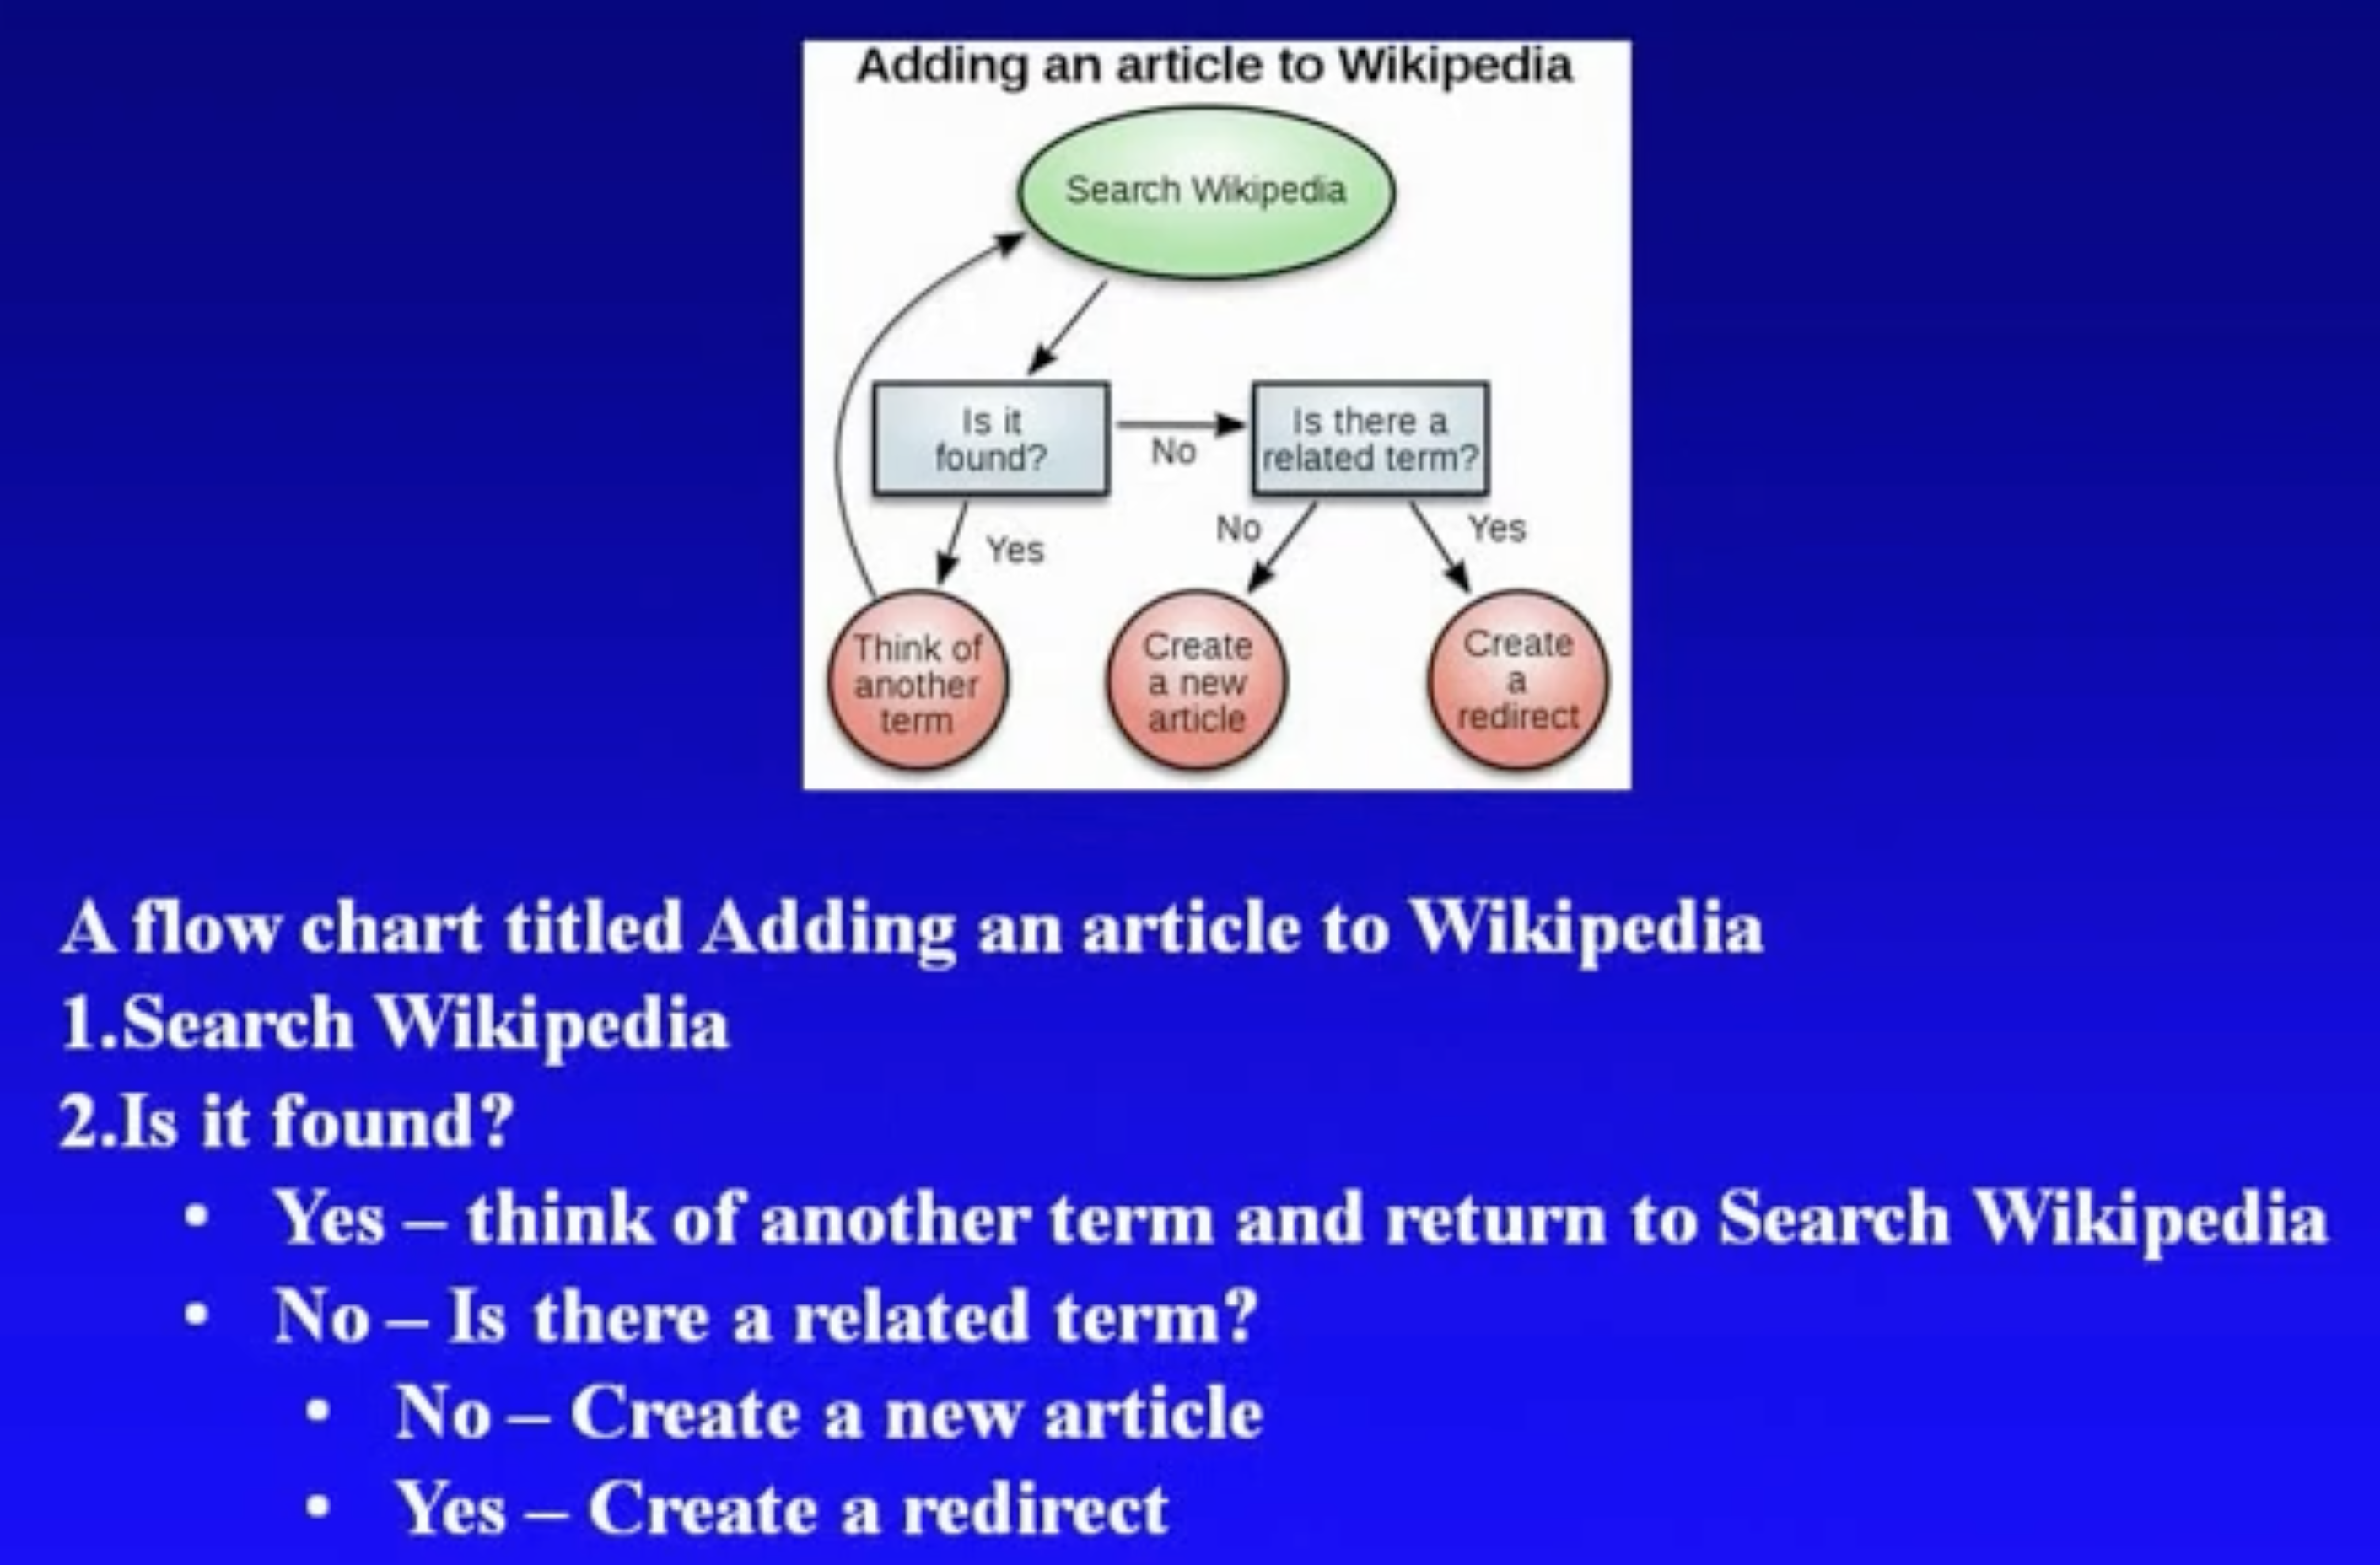 Adding an article to Wikipedia
Search Wikipedia
Is it
found?
No
Is there a
related term?
Yes
No
Yes
Think of
another
term
Create
a new
article
Create
a
redirect
A flow chart titled Adding an article to Wikipedia
1.Search Wikipedia
2.Is it found?
• Yes – think of another term and return to Search Wikipedia
• No – Is there a related term?
• No – Create a new article
• Yes – Create a redirect